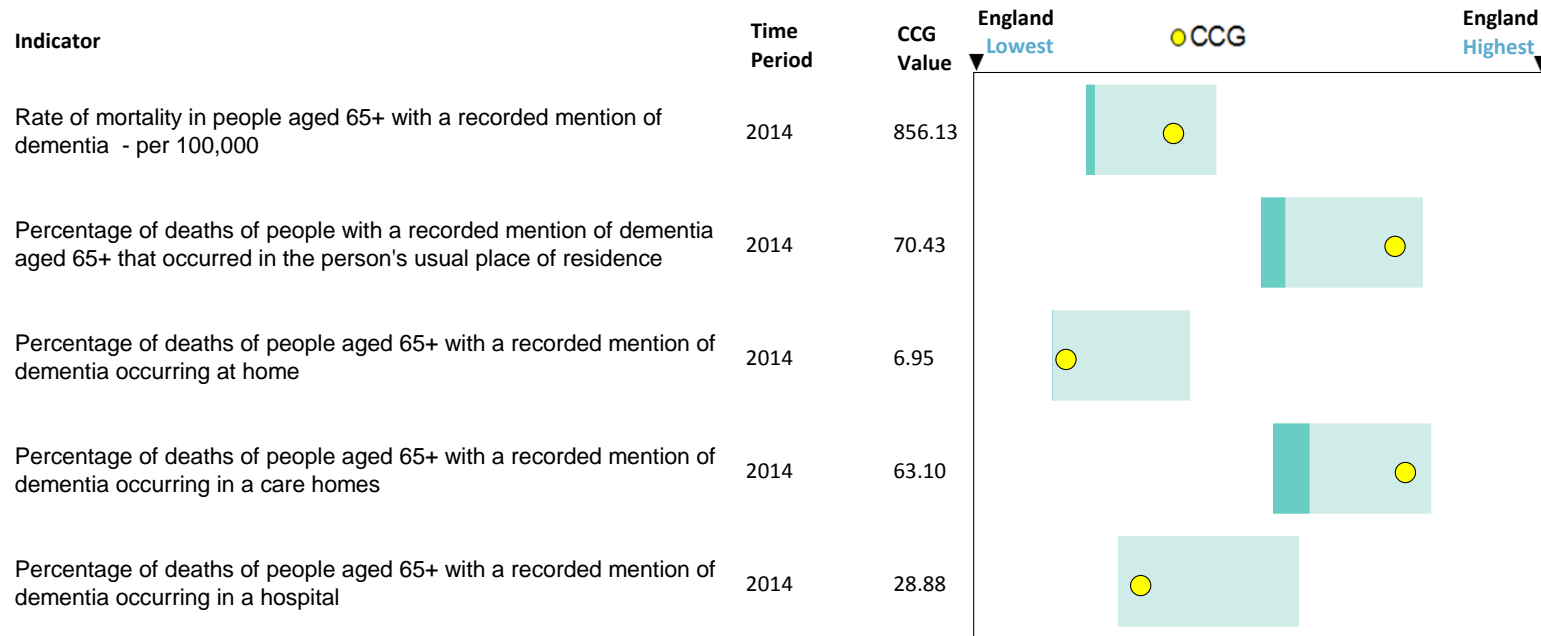 Indicator
Time Period
CCG Value
England Lowest
CCG
England Highest
Rate of mortality in people aged 65+ with a recorded mention of
dementia - per 100,000
2014
856.13
Percentage of deaths of people with a recorded mention of dementia
aged 65+ that occurred in the person's usual place of residence
2014
70.43
Percentage of deaths of people aged 65+ with a recorded mention of
dementia occurring at home
2014
6.95
Percentage of deaths of people aged 65+ with a recorded mention of
dementia occurring in a care homes
2014
63.10
Percentage of deaths of people aged 65+ with a recorded mention of
dementia occurring in a hospital
2014
28.88